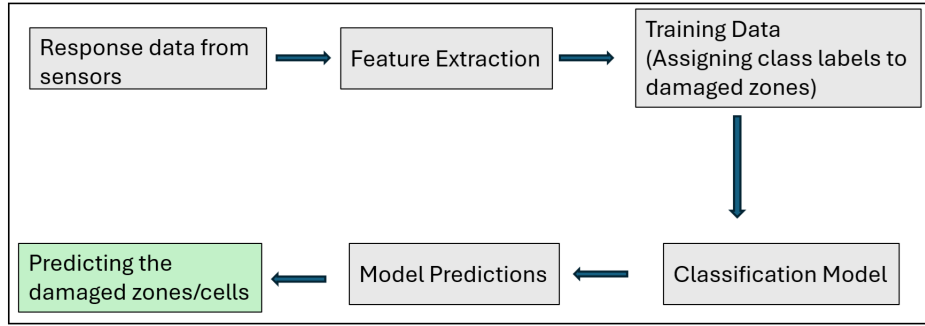 Response data from
sensors
Feature Extraction
Training Data
(Assigning class labels to
damaged zones)
Classification Model
Model Predictions
Predicting the
damaged zones/cells